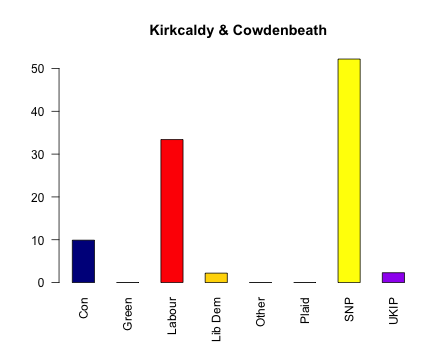 Kirkcaldy & Cowdenbeath
50
40
30
20
10
0
Con
Green
Labour
Lib Dem
Other
Plaid
SNP
UKIP